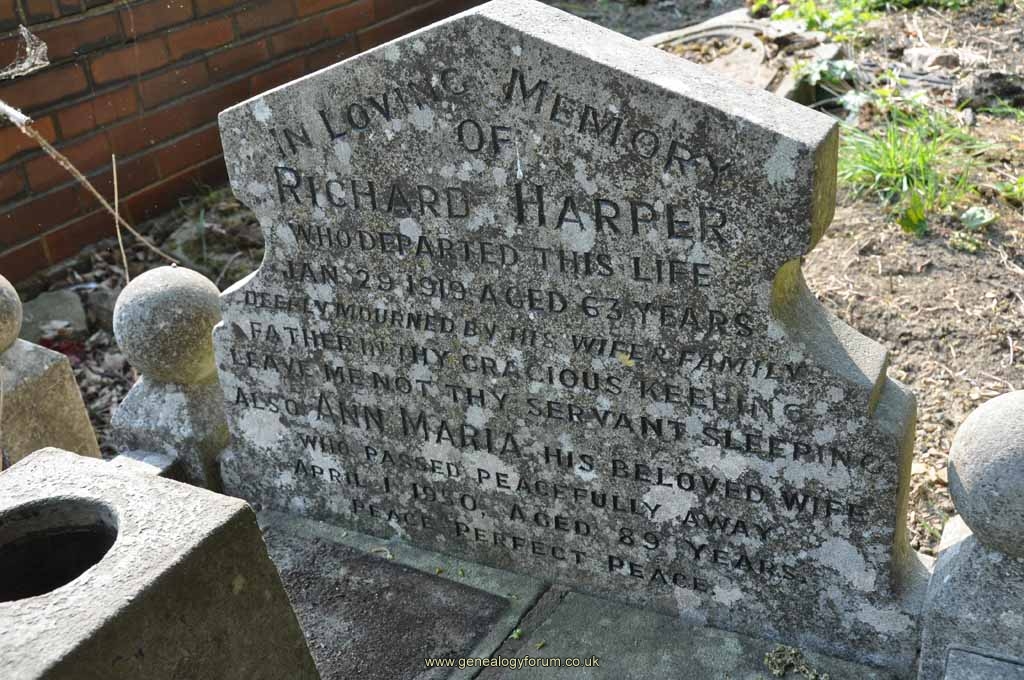 IN LOVING MEMORY
OF
RICHARD HARPER
WHO DEPARTED THIS LIFE
JAN 29 1919 AGED 63 YEARS
DEEPLY MOURNED BY HIS WIFE & FAMILY
FATHER IN THY GRACIOUS KEEPING
LEAVE ME NOT THY SERVANT SLEEPING
ALSO ANN MARIA HIS BELOVED WIFE
WHO PASSED PEACEFULLY AWAY
APRIL 1 1950, AGED 89 YEARS.
PEACE PERFECT PEACE
www.genealogyforum.co.uk